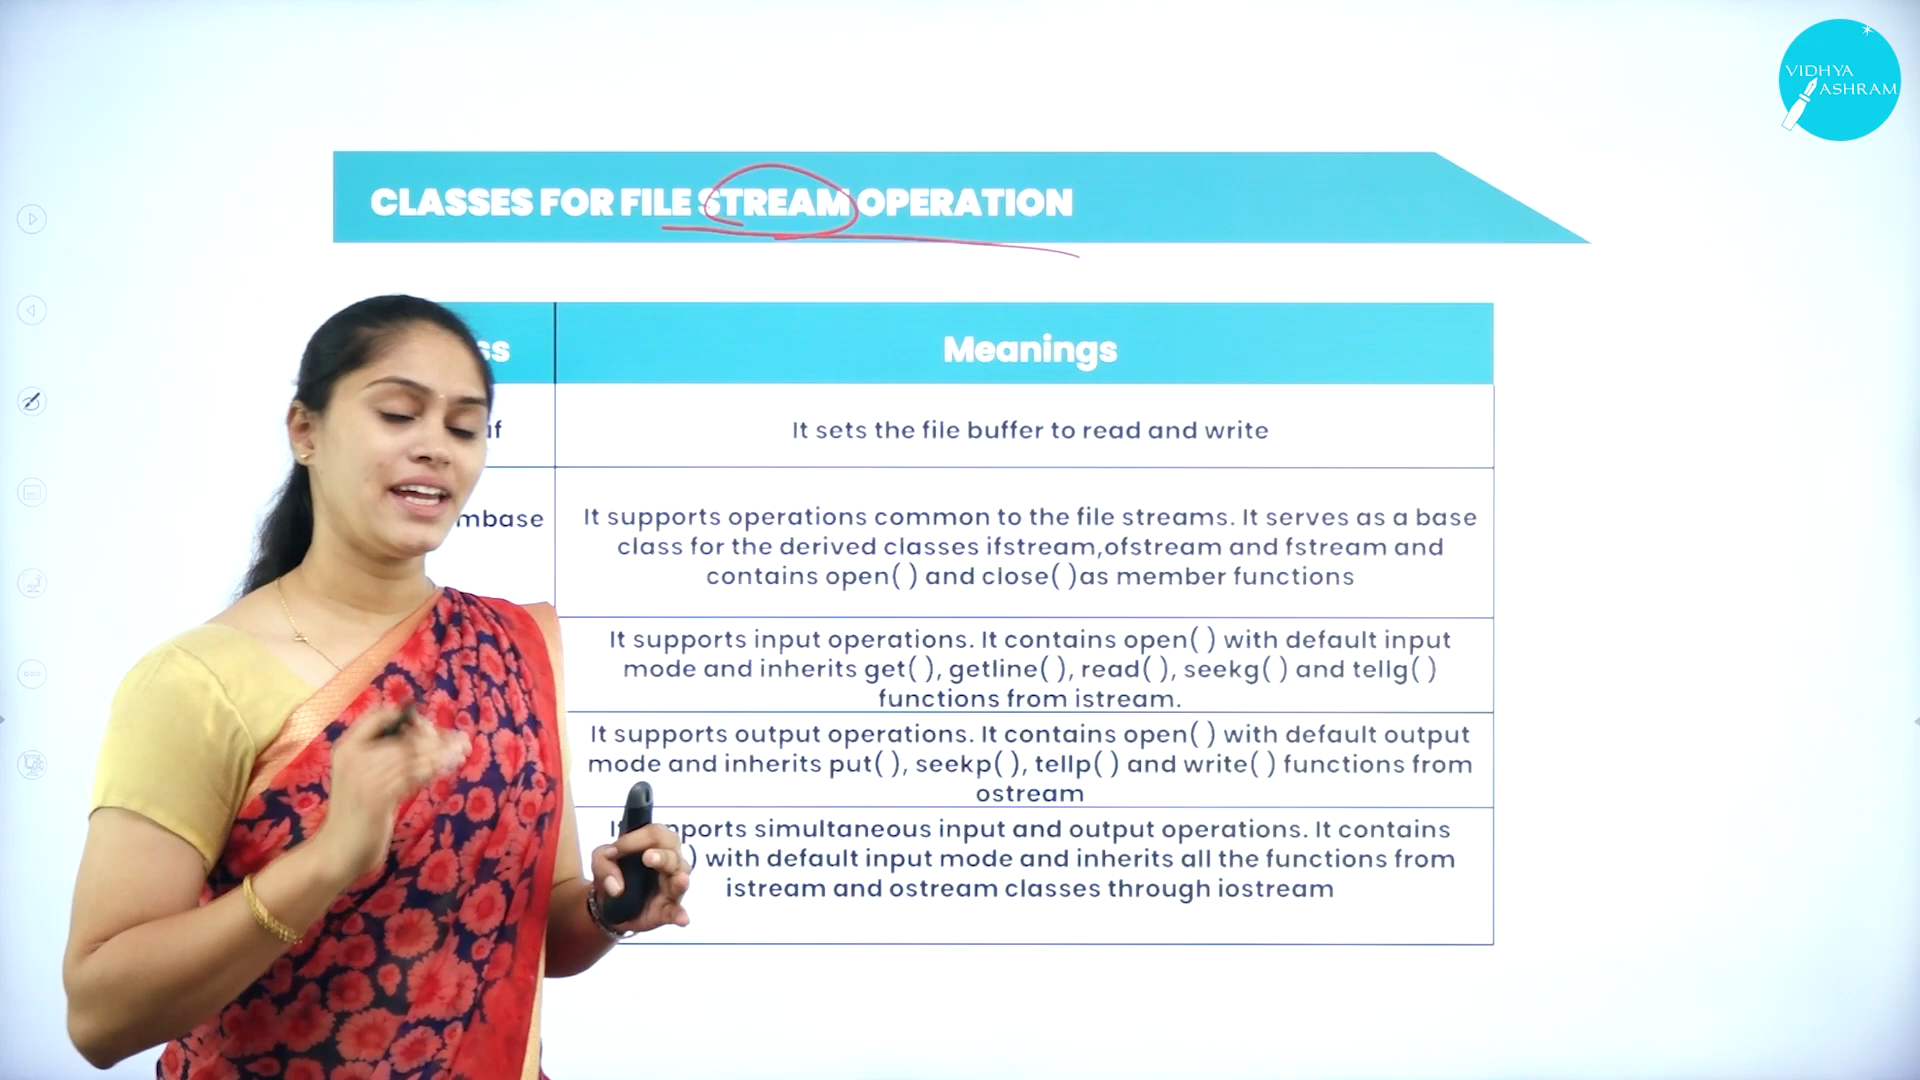 VIDHYA
ASHRAM
CLASSES FOR FILE STREAM OPERATION
Meanings
It sets the file buffer to read and write
mbase
It supports operations common to the file streams. It serves as a base
class for the derived classes ifstream,ofstream and fstream and
contains open( ) and close( )as member functions
It supports input operations. It contains open( ) with default input
mode and inherits get( ), getline( ), read( ), seekg( ) and tellg( )
functions from istream.
It supports output operations. It contains open( ) with default output
mode and inherits put( ), seekp( ), tellp( ) and write( ) functions from
ostream
pports simultaneous input and output operations. It contains
) with default input mode and inherits all the functions from
istream and ostream classes through iostream